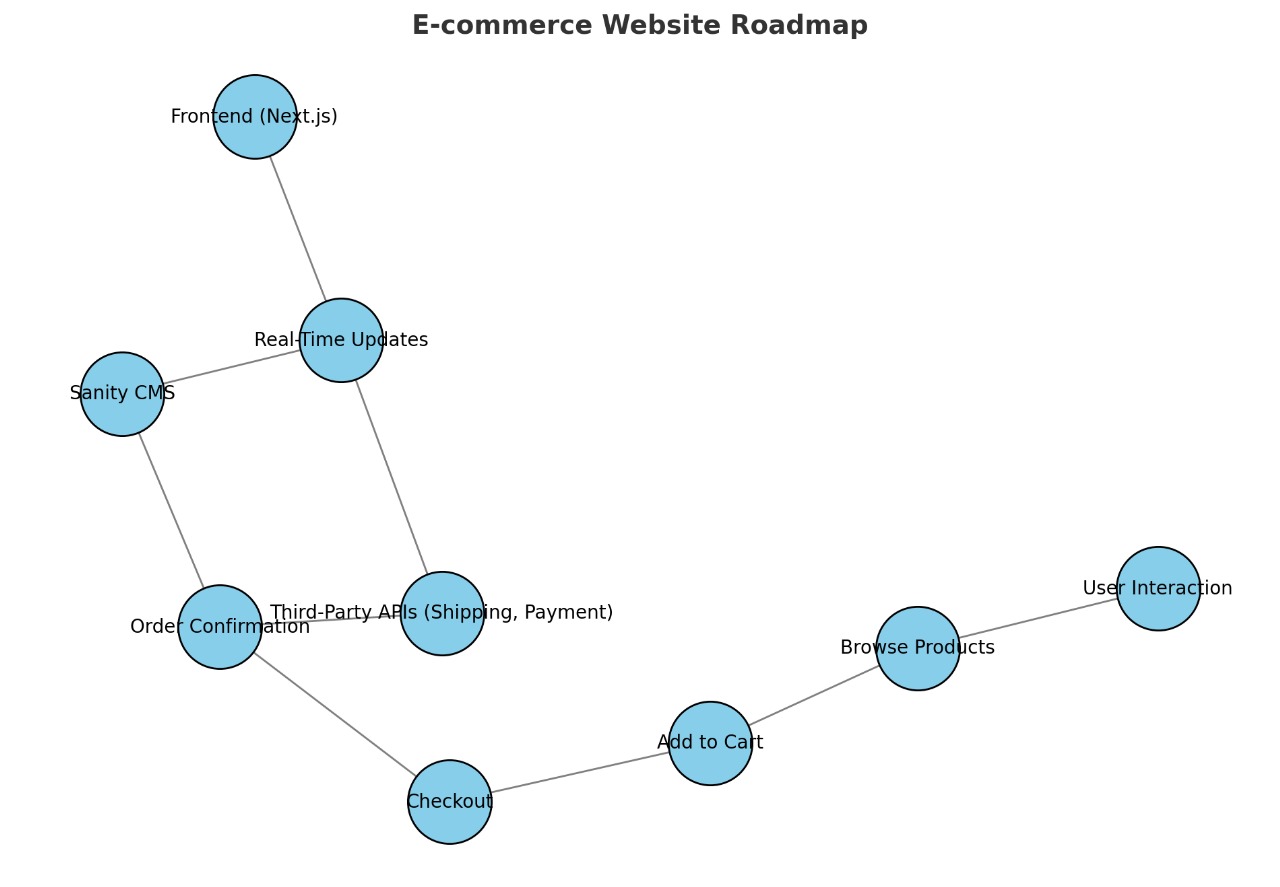 E-commerce Website Roadmap
Frontend (Next.js)
Real-Time Updates
Sanity CMS
User Interaction
Third-Party APIs (Shipping, Payment)
Order Confirmation
Browse Products
Add to Cart
Checkout